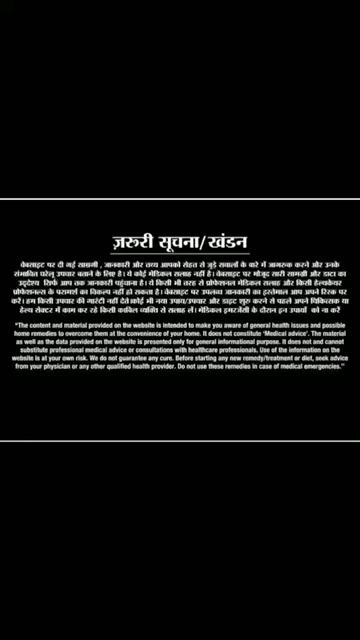 ज़रूरी सूचना/खंडन
वेबसाइट पर दी गई सामग्री, जानकारी और तथ्य आपको सेहत से जुड़े सवालों के बारे में जागरूक करने और उनके
संभावित घरेलू उपचार बताने के लिए है। ये कोई मेडिकल सलाह नहीं है। वेबसाइट पर मौजूद सारी सामग्री और डाटा का
उद्देश्य सिर्फ आप तक जानकारी पहुंचाना है। ये किसी भी तरह से प्रोफेशनल मेडिकल सलाह और किसी हेल्थकेयर
प्रोफेशनल्स के परामर्श का विकल्प नहीं हो सकता है। वेबसाइट पर उपलब्ध जानकारी का इस्तेमाल आप अपने रिस्क पर
करें। हम किसी उपचार की गारंटी नहीं देते।कोई भी नया उपाय/उपचार और डाइट शुरू करने से पहले अपने चिकित्सक या
हेल्थ सेक्टर में काम कर रहे किसी काबिल व्यक्ति से सलाह लें। मेडिकल इमरजेंसी के दौरान इन उपायों को ना करें
"The content and material provided on the website is intended to make you aware of general health issues and possible
home remedies to overcome them at the convenience of your home. It does not constitute 'Medical advice'. The material
as well as the data provided on the website is presented only for general informational purpose. It does not and cannot
substitute professional medical advice or consultations with healthcare professionals. Use of the information on the
website is at your own risk. We do not guarantee any cure. Before starting any new remedy/treatment or diet, seek advice
from your physician or any other qualified health provider. Do not use these remedies in case of medical emergencies."